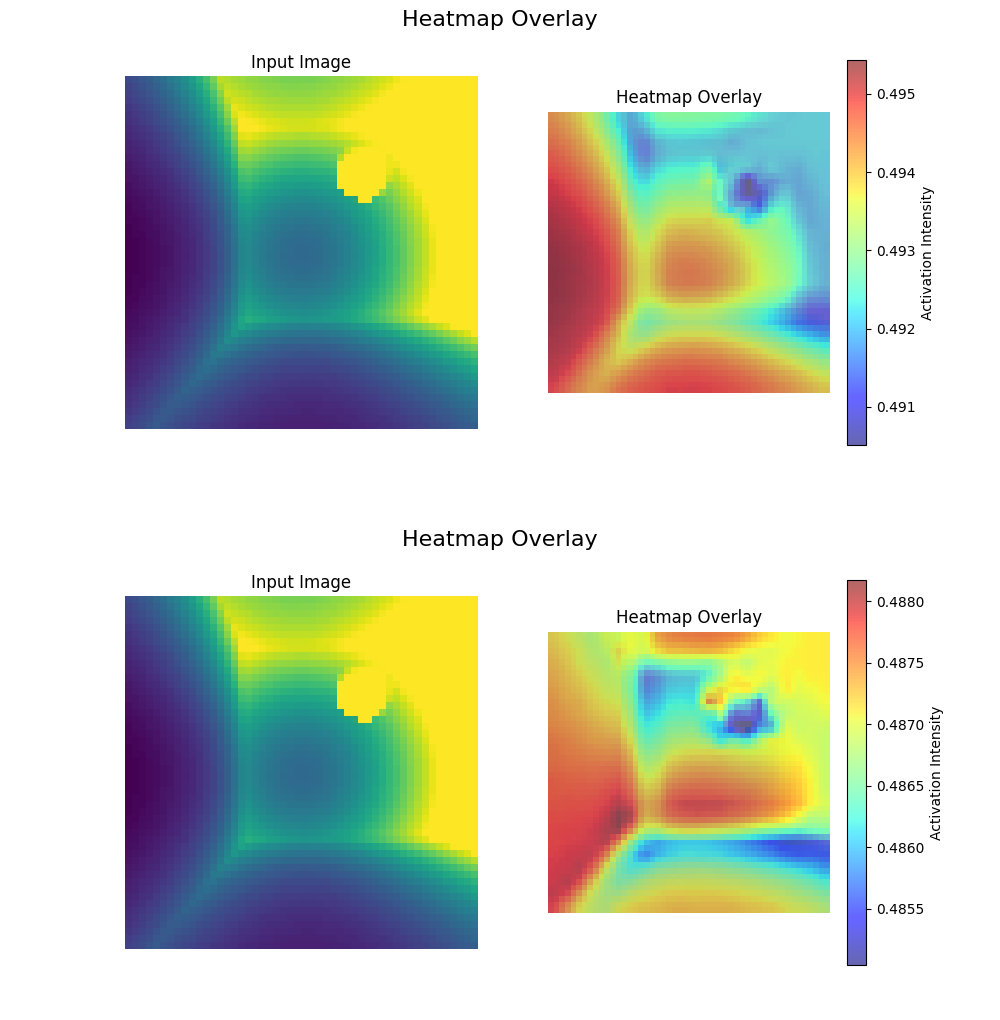 Heatmap Overlay
Input Image
Heatmap Overlay
0.495
0.494
0.493
0.492
0.491
Activation Intensity
Heatmap Overlay
Input Image
Heatmap Overlay
0.4880
0.4875
0.4870
0.4865
0.4860
0.4855
Activation Intensity